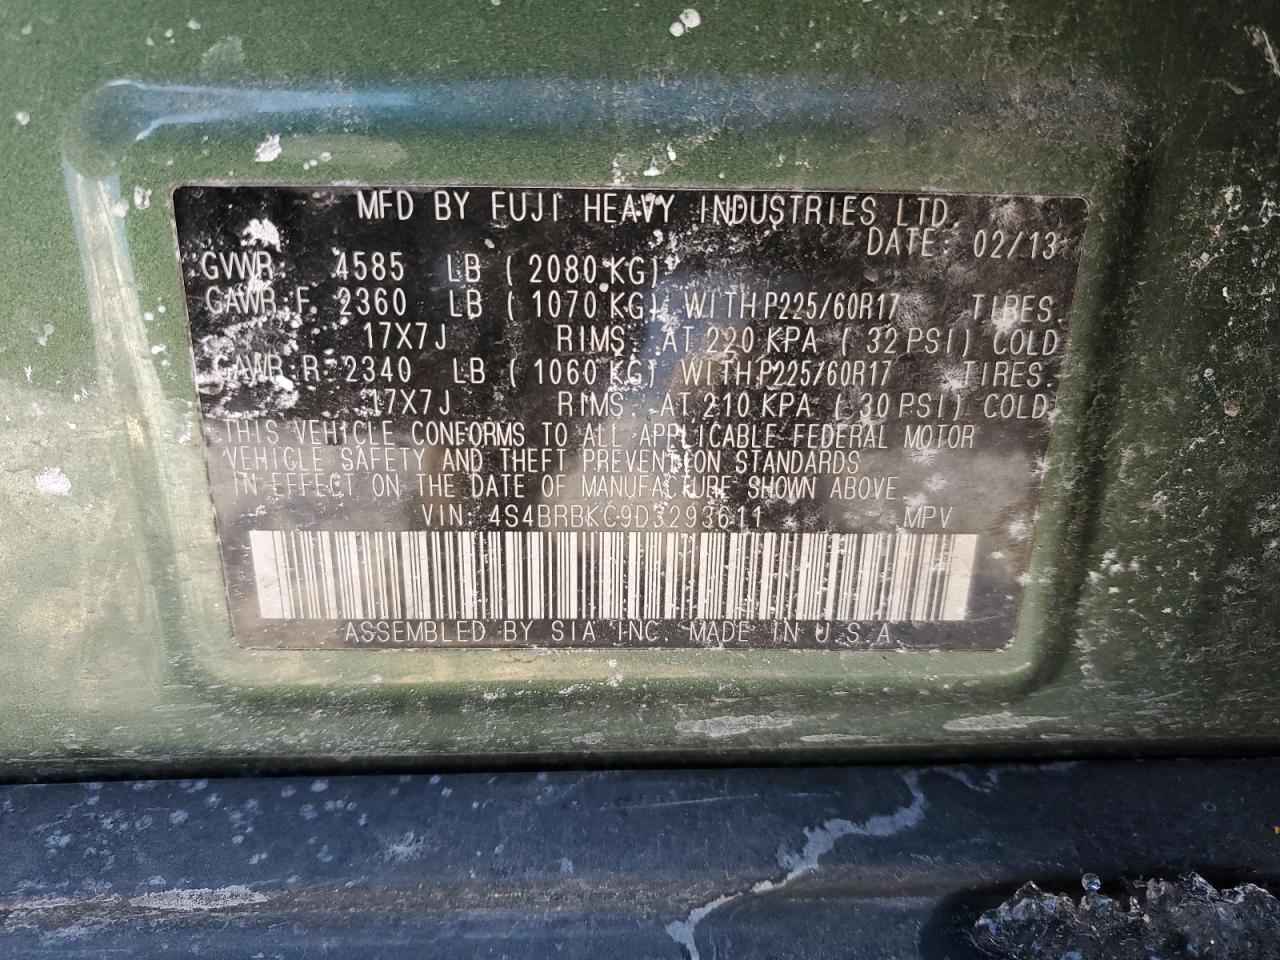 MFD BY FUJI HEAVY INDUSTRIES LTD.
DATE: 02/13
GVWR: 4585 LB ( 2080 KG)
GAWR F. 2360 LB ( 1070 KG) WITH P225/60R17 TIRES.
17X7J RIMS. AT 220 KPA ( 32 PSI) COLD
GAWR R. 2340 LB ( 1060 KG) WITH P225/60R17 TIRES.
17X7J RIMS. AT 210 KPA ( 30 PSI) COLD
THIS VEHICLE CONFORMS TO ALL APPLICABLE FEDERAL MOTOR
VEHICLE SAFETY AND THEFT PREVENTION STANDARDS
IN EFFECT ON THE DATE OF MANUFACTURE SHOWN ABOVE.
VIN: 4S4BRBKC9D3293611 MPV
ASSEMBLED BY SIA INC. MADE IN U.S.A.